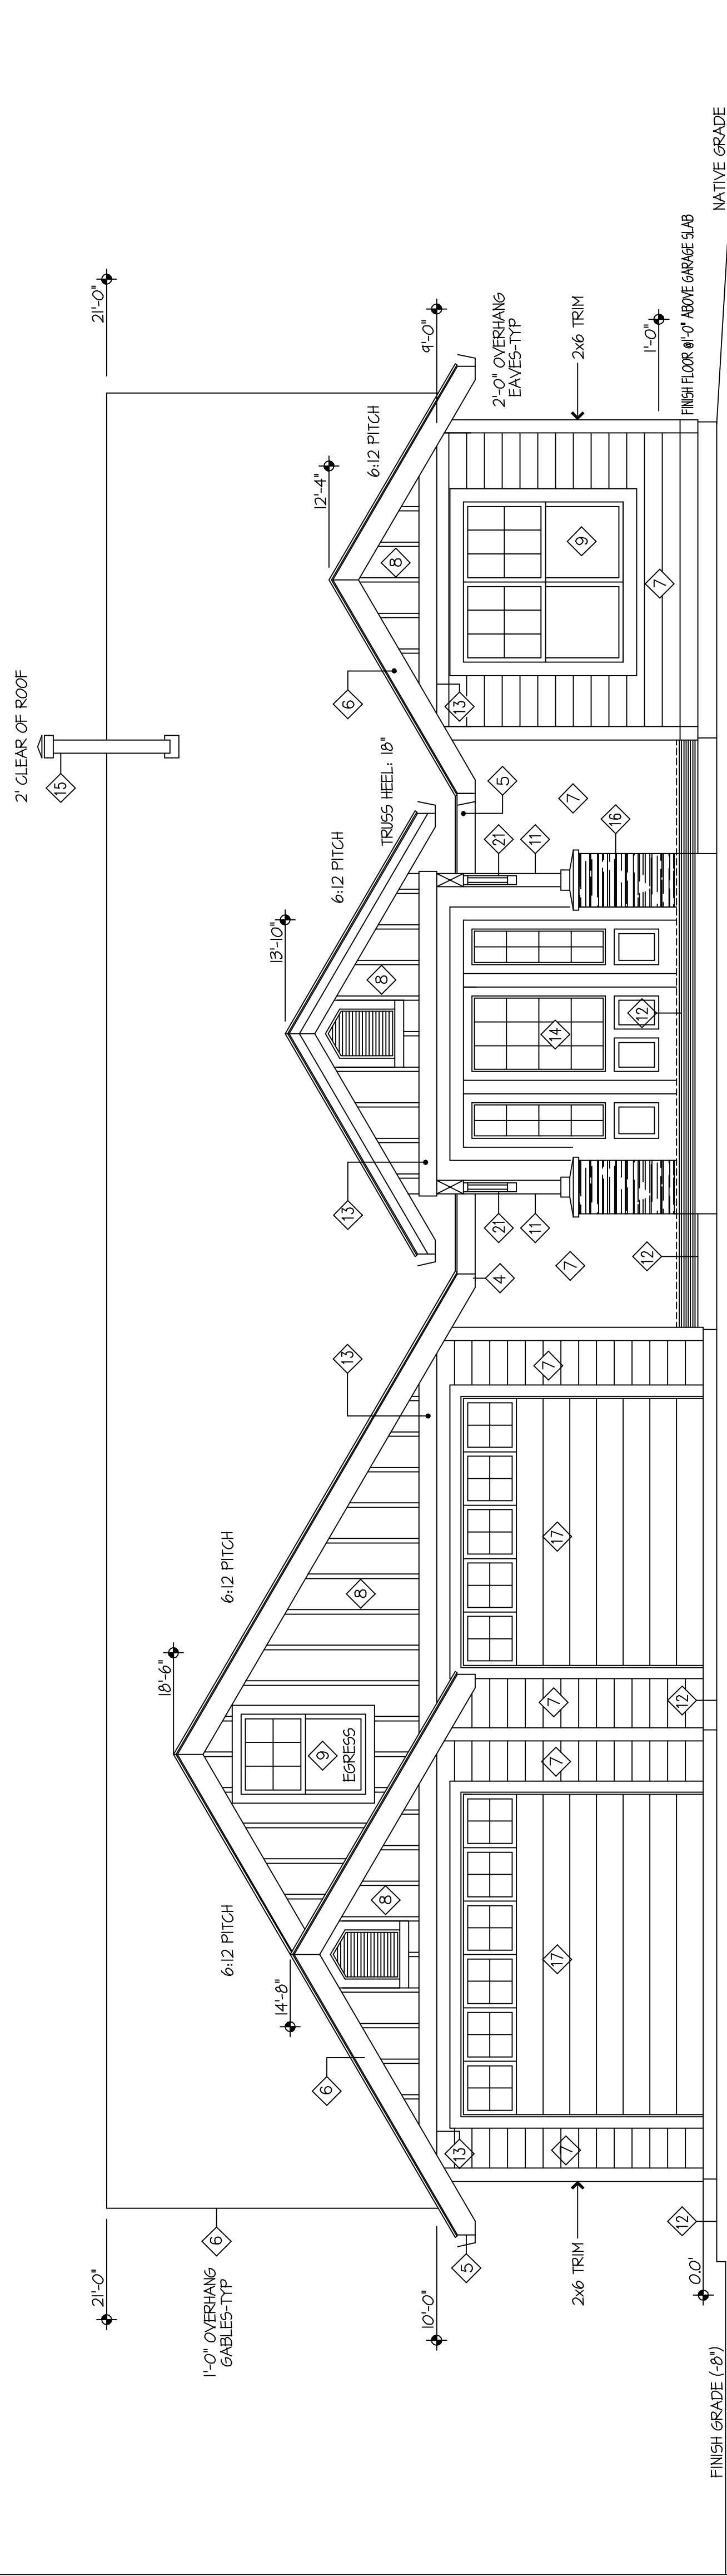 2' CLEAR OF ROOF
15
21'-0"
21'-0"
6
1'-0" OVERHANG
GABLES-TYP
18'-6"
6:12 PITCH
6:12 PITCH
14'-8"
6
9
EGRESS
8
8
13
13'-10"
6:12 PITCH
TRUSS HEEL: 18"
8
13
12'-4"
6:12 PITCH
6
8
9'-0"
10'-0"
5
13
4
5
13
2'-0" OVERHANG
EAVES-TYP
21
11
21
11
7
17
7
7
17
7
7
14
7
16
9
7
2x6 TRIM
2x6 TRIM
12
12
12
12
1'-0"
FINISH FLOOR @1'-0" ABOVE GARAGE SLAB
0.0'
FINISH GRADE (-8")
NATIVE GRADE